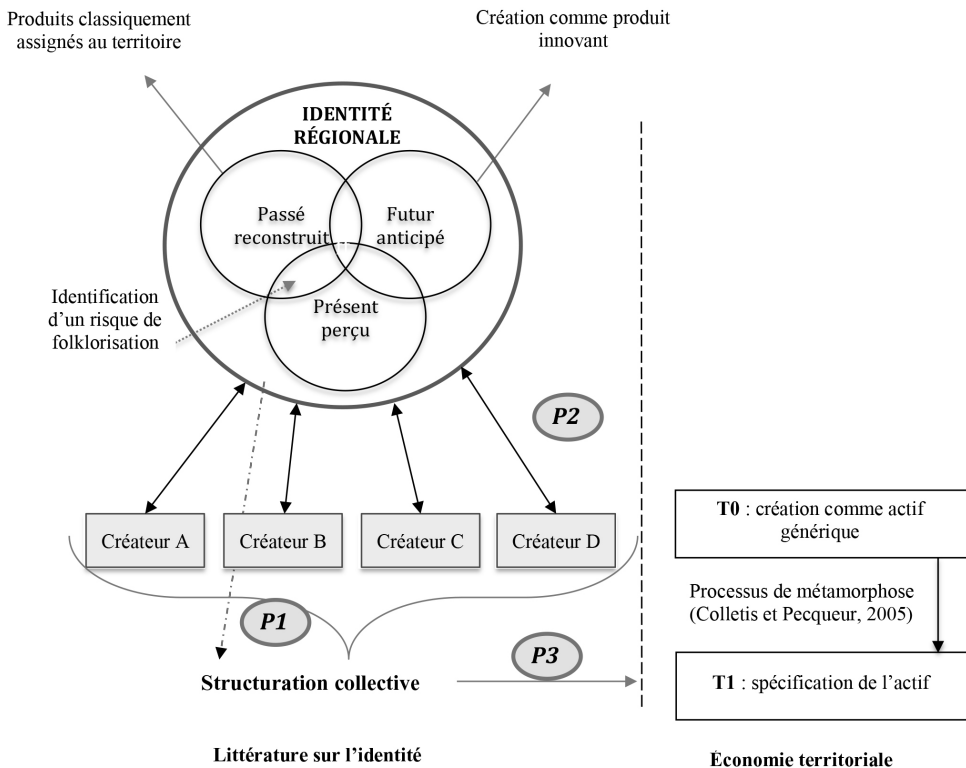 Produits classiquement
assignés au territoire
Création comme produit
innovant
IDENTITÉ
RÉGIONALE
Passé
reconstruit
Futur
anticipé
Présent
perçu
Identification
d'un risque de
folklorisation
P2
Créateur A
Créateur B
Créateur C
Créateur D
P1
P3
Structuration collective
T0 : création comme actif
générique
Processus de métamorphose
(Colletis et Pecqueur, 2005)
T1 : spécification de l'actif
Littérature sur l'identité
Économie territoriale